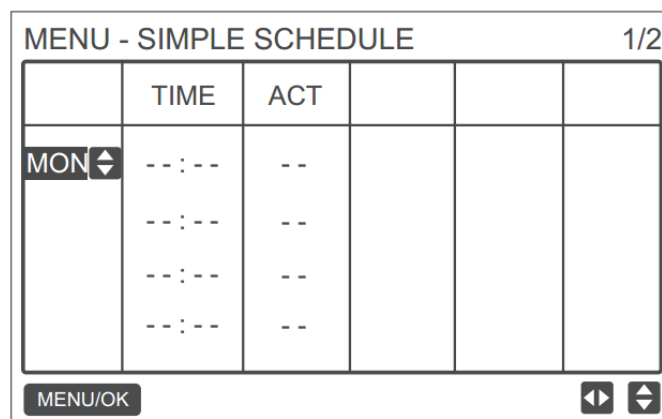 MENU - SIMPLE SCHEDULE 1/2
TIME ACT
MON --:-- --
--:-- --
--:-- --
--:-- --
MENU/OK